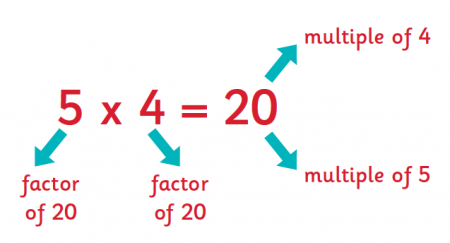 multiple of 4
5 x 4 = 20
multiple of 5
factor
of 20
factor
of 20